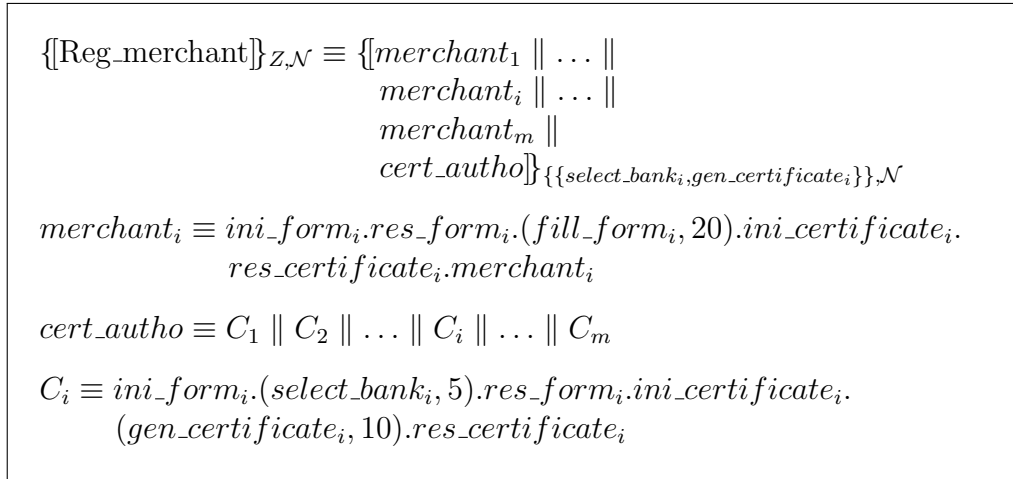 {[Reg_merchant]}_{Z,𝒩} ≡ {[merchant_1 ∥ … ∥
merchant_i ∥ … ∥
merchant_m ∥
cert_autho]}_{{{select_bank_i,gen_certificate_i}},𝒩}
merchant_i ≡ ini_form_i.res_form_i.(fill_form_i, 20).ini_certificate_i.
res_certificate_i.merchant_i
cert_autho ≡ C_1 ∥ C_2 ∥ … ∥ C_i ∥ … ∥ C_m
C_i ≡ ini_form_i.(select_bank_i, 5).res_form_i.ini_certificate_i.
(gen_certificate_i, 10).res_certificate_i